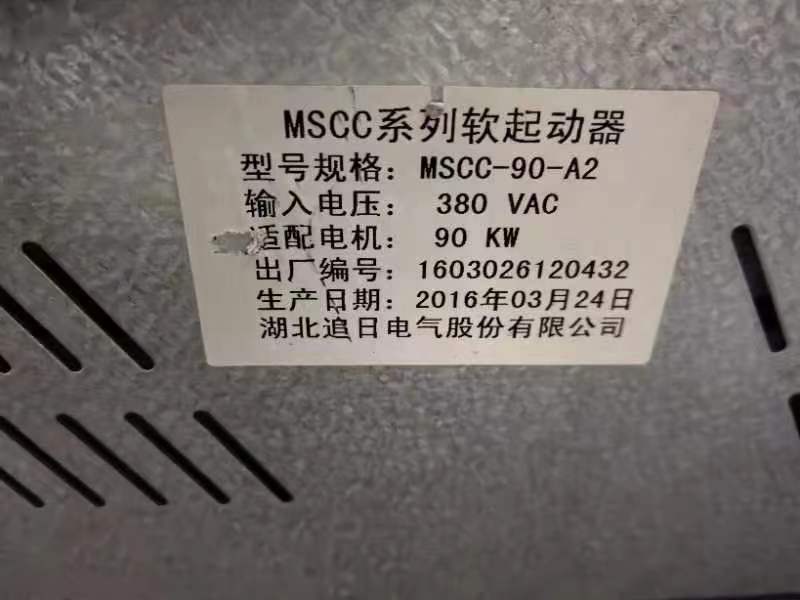 MSCC系列软起动器
型号规格：MSCC-90-A2
输入电压： 380 VAC
适配电机： 90 KW
出厂编号：1603026120432
生产日期：2016年03月24日
湖北追日电气股份有限公司